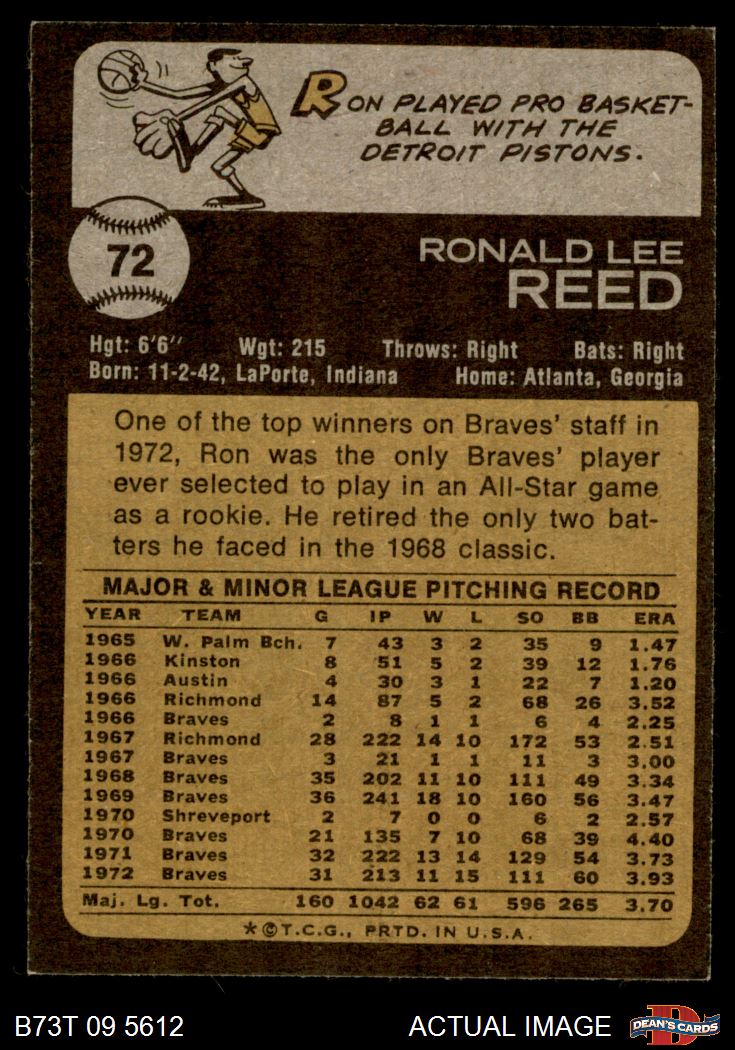 RON PLAYED PRO BASKET-
BALL WITH THE
DETROIT PISTONS.
72
RONALD LEE
REED
Hgt: 6'6" Wgt: 215 Throws: Right Bats: Right
Born: 11-2-42, LaPorte, Indiana Home: Atlanta, Georgia
One of the top winners on Braves' staff in
1972, Ron was the only Braves' player
ever selected to play in an All-Star game
as a rookie. He retired the only two bat-
ters he faced in the 1968 classic.
MAJOR & MINOR LEAGUE PITCHING RECORD
YEAR TEAM G IP W L SO BB ERA
1965 W. Palm Bch. 7 43 3 2 35 9 1.47
1966 Kinston 8 51 5 2 39 12 1.76
1966 Austin 4 30 3 1 22 7 1.20
1966 Richmond 14 87 5 2 68 26 3.52
1966 Braves 2 8 1 1 6 4 2.25
1967 Richmond 28 222 14 10 172 53 2.51
1967 Braves 3 21 1 1 11 3 3.00
1968 Braves 35 202 11 10 111 49 3.34
1969 Braves 36 241 18 10 160 56 3.47
1970 Shreveport 2 7 0 0 6 2 2.57
1970 Braves 21 135 7 10 68 39 4.40
1971 Braves 32 222 13 14 129 54 3.73
1972 Braves 31 213 11 15 111 60 3.93
Maj. Lg. Tot. 160 1042 62 61 596 265 3.70
*©T.C.G., PRTD. IN U.S.A.
B73T 09 5612 ACTUAL IMAGE D DEAN'S CARDS